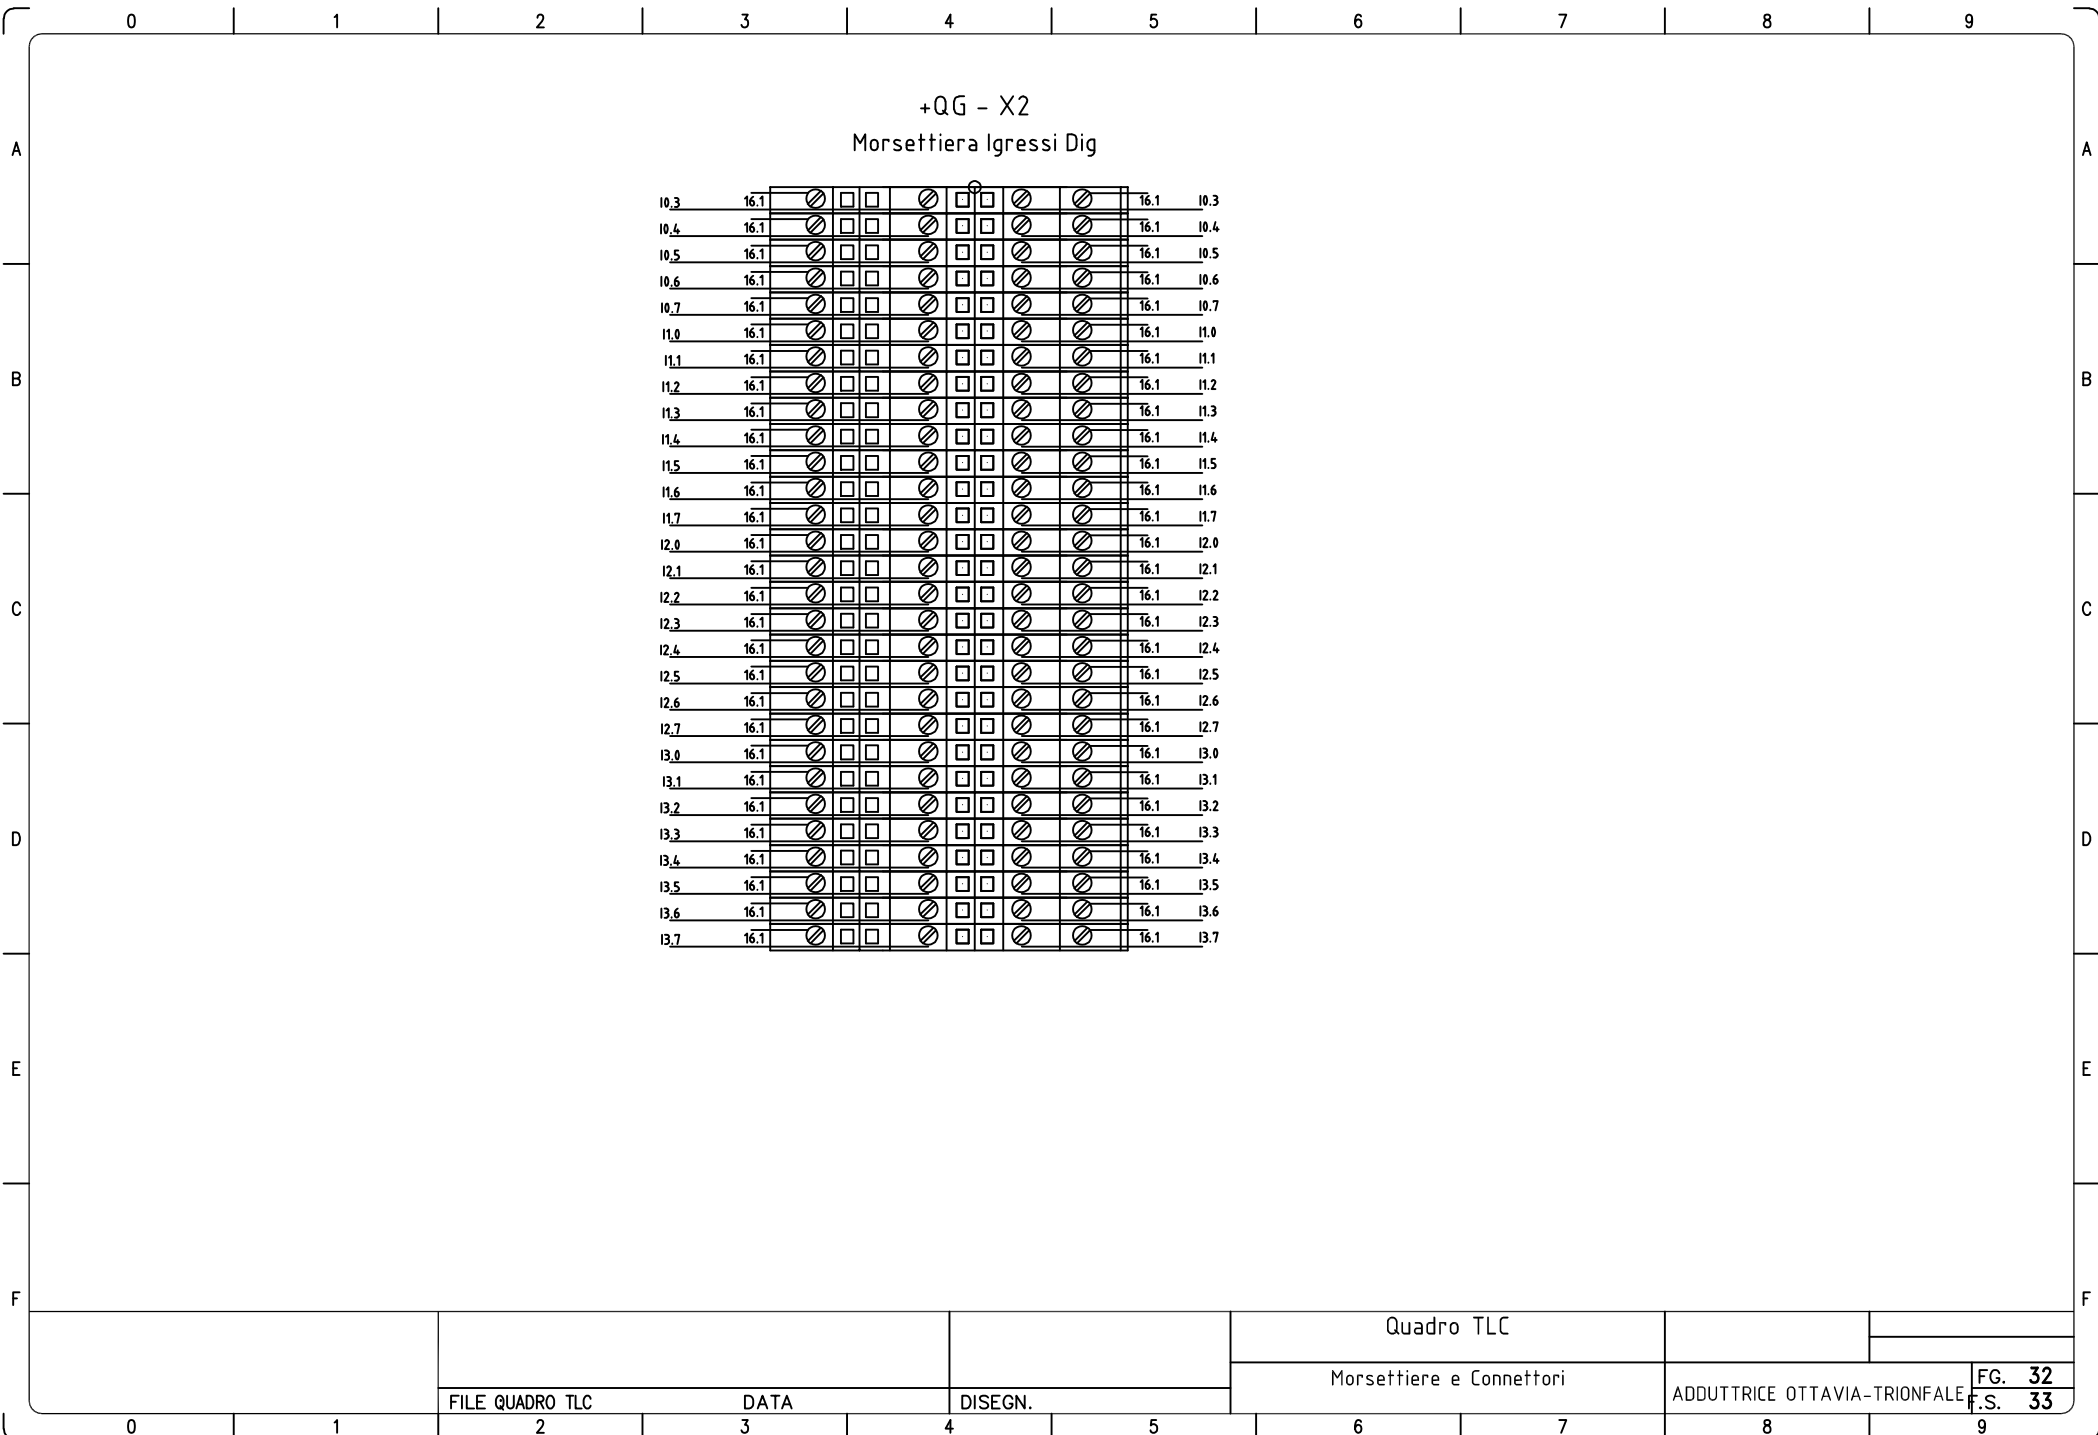 0 1 2 3 4 5 6 7 8 9
+QG - X2
Morsettiera Igressi Dig
A A
I0.3 16.1 16.1 I0.3
I0.4 16.1 16.1 I0.4
I0.5 16.1 16.1 I0.5
I0.6 16.1 16.1 I0.6
I0.7 16.1 16.1 I0.7
I1.0 16.1 16.1 I1.0
I1.1 16.1 16.1 I1.1
B B
I1.2 16.1 16.1 I1.2
I1.3 16.1 16.1 I1.3
I1.4 16.1 16.1 I1.4
I1.5 16.1 16.1 I1.5
I1.6 16.1 16.1 I1.6
I1.7 16.1 16.1 I1.7
I2.0 16.1 16.1 I2.0
I2.1 16.1 16.1 I2.1
I2.2 16.1 16.1 I2.2
C C
I2.3 16.1 16.1 I2.3
I2.4 16.1 16.1 I2.4
I2.5 16.1 16.1 I2.5
I2.6 16.1 16.1 I2.6
I2.7 16.1 16.1 I2.7
I3.0 16.1 16.1 I3.0
I3.1 16.1 16.1 I3.1
I3.2 16.1 16.1 I3.2
I3.3 16.1 16.1 I3.3
D D
I3.4 16.1 16.1 I3.4
I3.5 16.1 16.1 I3.5
I3.6 16.1 16.1 I3.6
I3.7 16.1 16.1 I3.7
E E
F F
Quadro TLC
Morsettiere e Connettori
FG. 32
ADDUTTRICE OTTAVIA-TRIONFALE
F.S. 33
FILE QUADRO TLC DATA DISEGN.
0 1 2 3 4 5 6 7 8 9